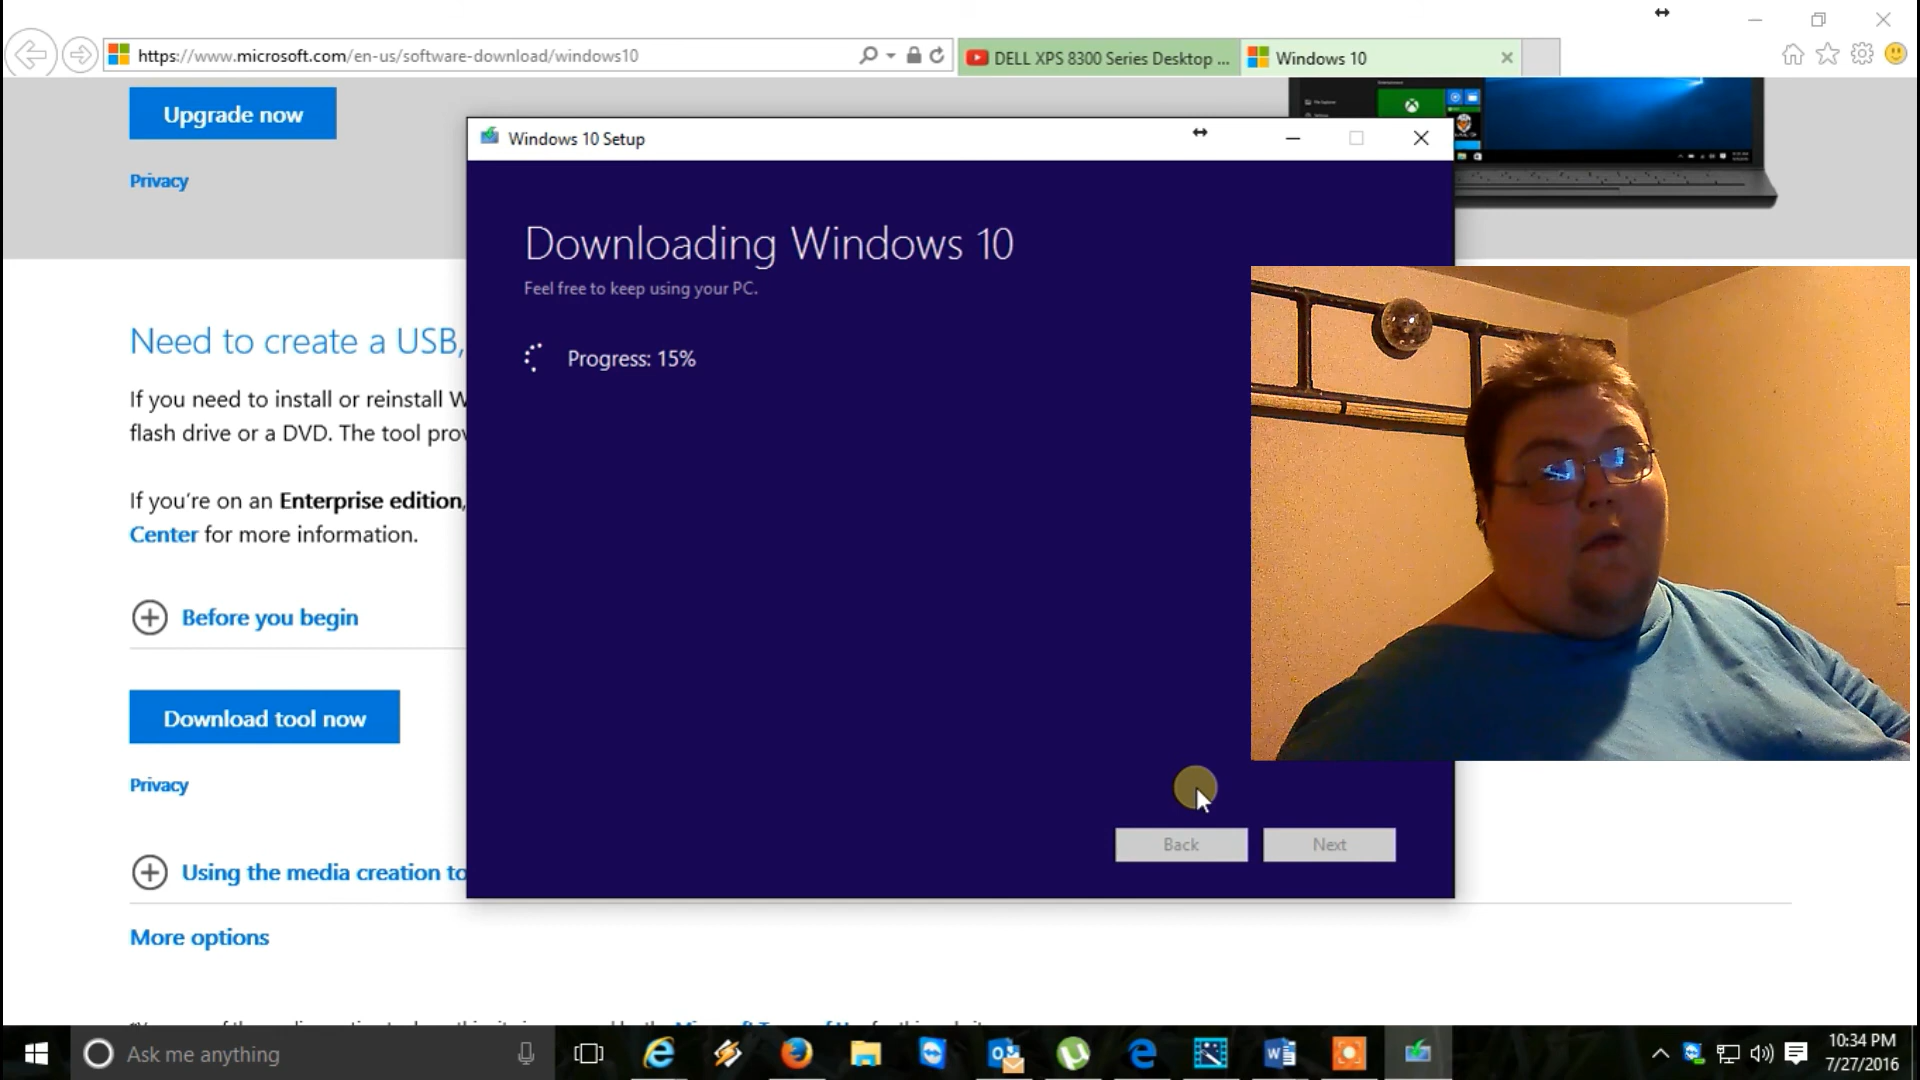 https://www.microsoft.com/en-us/software-download/windows10
DELL XPS 8300 Series Desktop ...
Windows 10
Upgrade now
Privacy
Windows 10 Setup
Downloading Windows 10
Feel free to keep using your PC.
Progress: 15%
Back
Next
Need to create a USB,
If you need to install or reinstall W
flash drive or a DVD. The tool prov
If you're on an Enterprise edition,
Center for more information.
Before you begin
Download tool now
Privacy
Using the media creation to
More options
Ask me anything
10:34 PM
7/27/2016